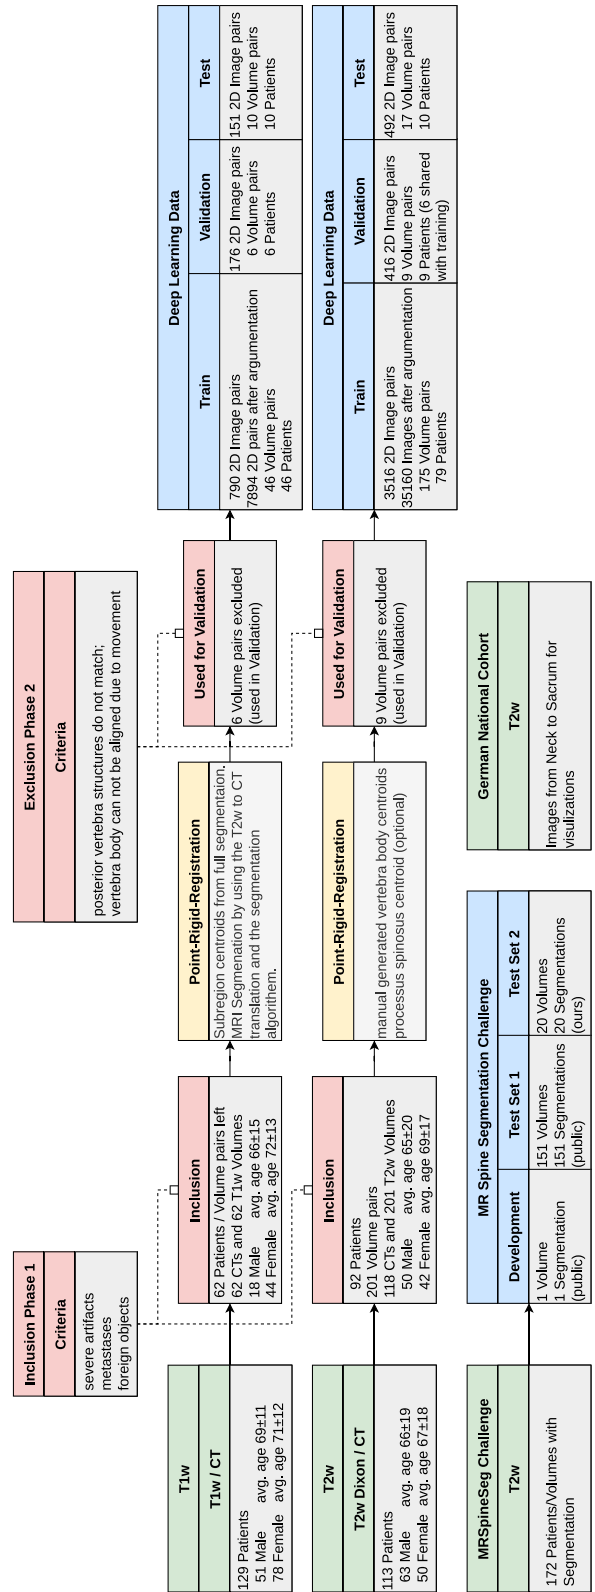 Inclusion Phase 1
Criteria
severe artifacts
metastases
foreign objects
Exclusion Phase 2
Criteria
posterior vertebra structures do not match;
vertebra body can not be aligned due to movement
T1w
T1w / CT
129 Patients
51 Male avg. age 69±11
78 Female avg. age 71±12
Inclusion
62 Patients / Volume pairs left
62 CTs and 62 T1w Volumes
18 Male avg. age 66±15
44 Female avg. age 72±13
Point-Rigid-Registration
Subregion centroids from full segmentaion.
MRI Segmenation by using the T2w to CT
translation and the segmentation
algorithem.
Used for Validation
6 Volume pairs excluded
(used in Validation)
Deep Learning Data
Train
790 2D Image pairs
7894 2D pairs after argumentation
46 Volume pairs
46 Patients
Validation
176 2D Image pairs
6 Volume pairs
6 Patients
Test
151 2D Image pairs
10 Volume pairs
10 Patients
T2w
T2w Dixon / CT
113 Patients
63 Male avg. age 66±19
50 Female avg. age 67±18
Inclusion
92 Patients
201 Volume pairs
118 CTs and 201 T2w Volumes
50 Male avg. age 65±20
42 Female avg. age 69±17
Point-Rigid-Registration
manual generated vertebra body centroids
processus spinosus centroid (optional)
Used for Validation
9 Volume pairs excluded
(used in Validation)
Deep Learning Data
Train
3516 2D Image pairs
35160 Images after argumentation
175 Volume pairs
79 Patients
Validation
416 2D Image pairs
9 Volume pairs
9 Patients (6 shared
with training)
Test
492 2D Image pairs
17 Volume pairs
10 Patients
MRSpineSeg Challenge
T2w
172 Patients/Volumes with
Segmentation
MR Spine Segmentation Challenge
Development
1 Volume
1 Segmentation
(public)
Test Set 1
151 Volumes
151 Segmentations
(public)
Test Set 2
20 Volumes
20 Segmentations
(ours)
German National Cohort
T2w
Images from Neck to Sacrum for
visulizations